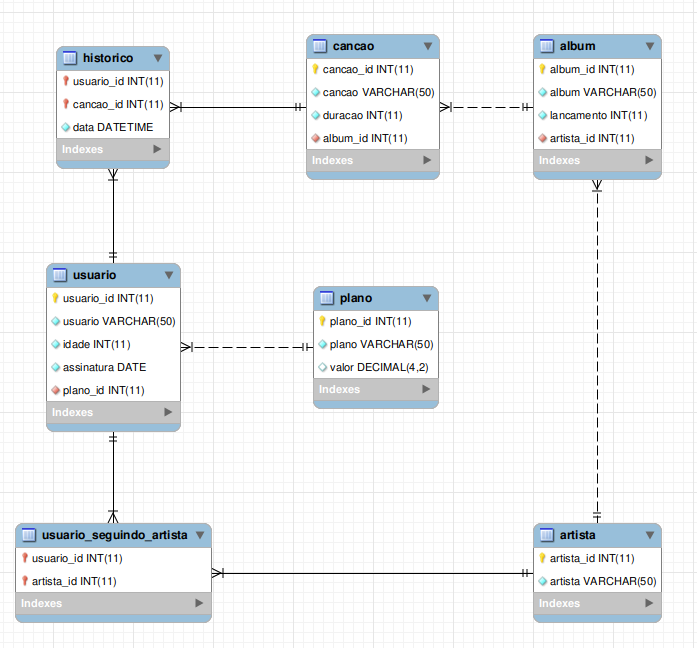 historico
usuario_id INT(11)
cancao_id INT(11)
data DATETIME
Indexes
cancao
cancao_id INT(11)
cancao VARCHAR(50)
duracao INT(11)
album_id INT(11)
Indexes
album
album_id INT(11)
album VARCHAR(50)
lancamento INT(11)
artista_id INT(11)
Indexes
usuario
usuario_id INT(11)
usuario VARCHAR(50)
idade INT(11)
assinatura DATE
plano_id INT(11)
Indexes
plano
plano_id INT(11)
plano VARCHAR(50)
valor DECIMAL(4,2)
Indexes
usuario_seguindo_artista
usuario_id INT(11)
artista_id INT(11)
Indexes
artista
artista_id INT(11)
artista VARCHAR(50)
Indexes